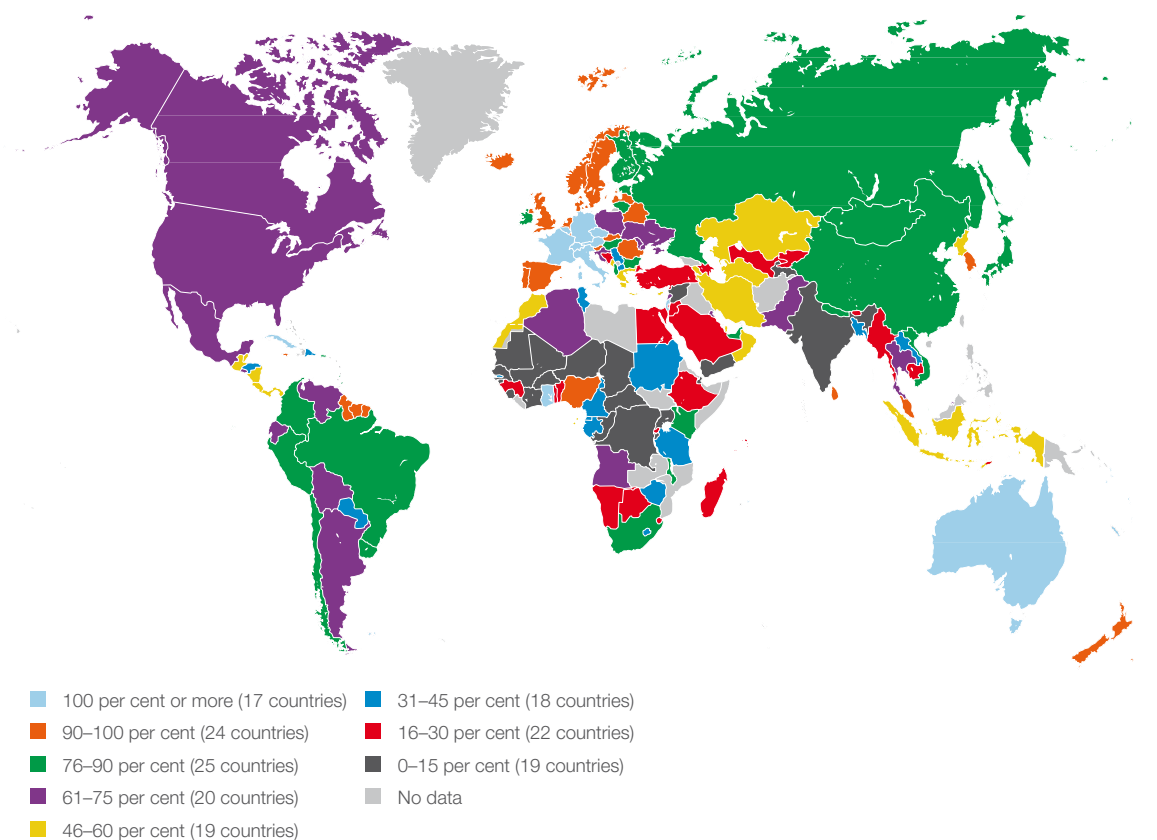 100 per cent or more (17 countries)
90–100 per cent (24 countries)
76–90 per cent (25 countries)
61–75 per cent (20 countries)
46–60 per cent (19 countries)
31–45 per cent (18 countries)
16–30 per cent (22 countries)
0–15 per cent (19 countries)
No data